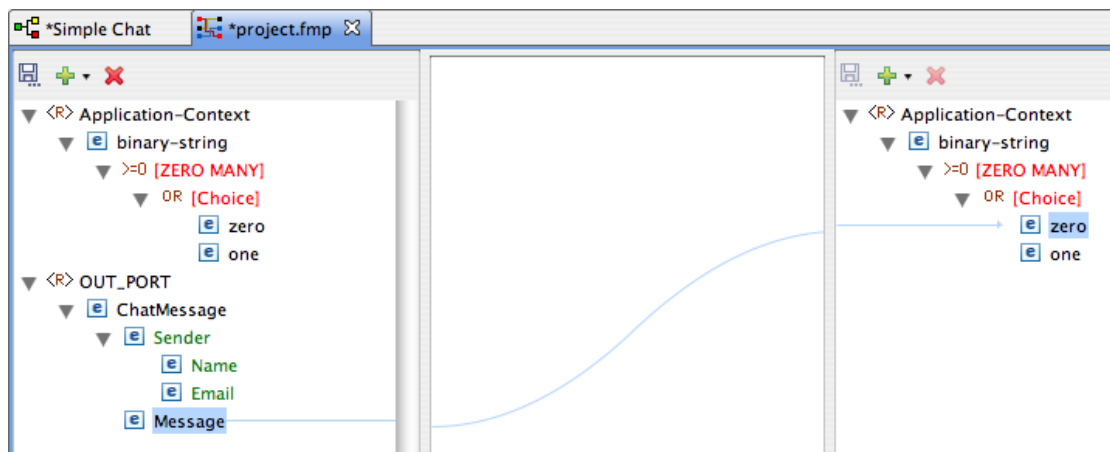 *Simple Chat
*project.fmp
<R> Application-Context
e binary-string
>=0 [ZERO MANY]
OR [Choice]
e zero
e one
<R> OUT_PORT
e ChatMessage
e Sender
e Name
e Email
e Message
<R> Application-Context
e binary-string
>=0 [ZERO MANY]
OR [Choice]
e zero
e one